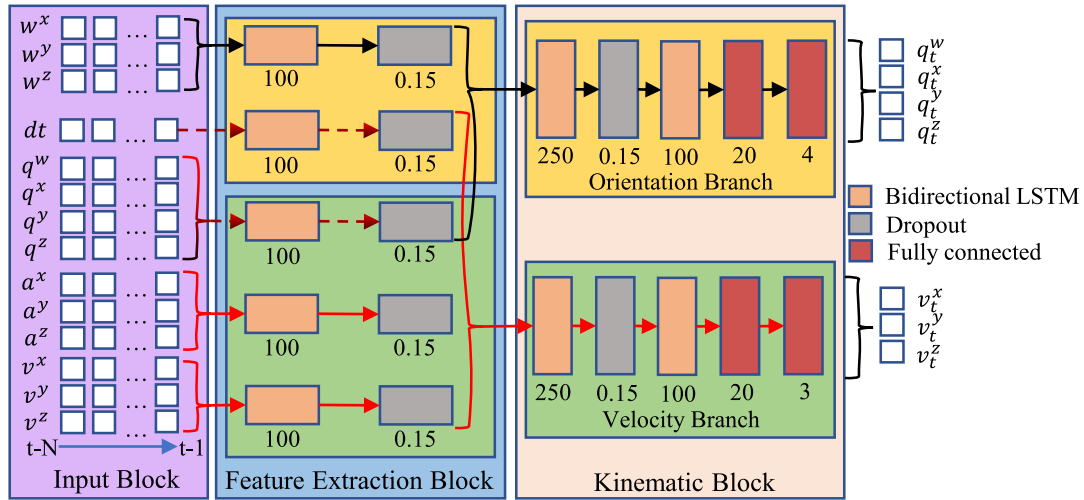 w^x ...
w^y ...
w^z ...
dt ...
q^w ...
q^x ...
q^y ...
q^z ...
a^x ...
a^y ...
a^z ...
v^x ...
v^y ...
v^z ...
t-N t-1
Input Block
100 0.15
100 0.15
100 0.15
100 0.15
100 0.15
Feature Extraction Block
250 0.15 100 20 4
Orientation Branch
250 0.15 100 20 3
Velocity Branch
Kinematic Block
q_t^w
q_t^x
q_t^y
q_t^z
Bidirectional LSTM
Dropout
Fully connected
v_t^x
v_t^y
v_t^z